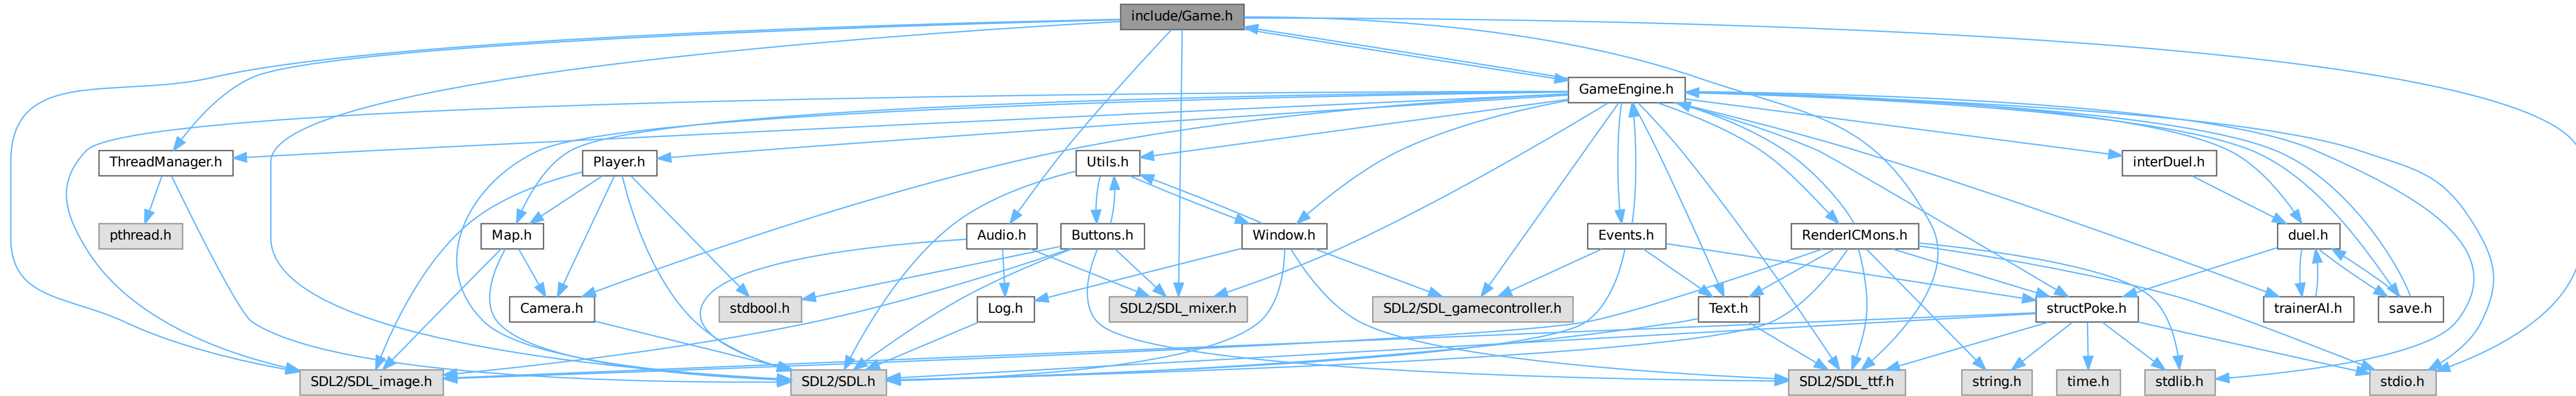 include/Game.h
GameEngine.h
ThreadManager.h
Player.h
Utils.h
interDuel.h
pthread.h
Map.h
Audio.h
Buttons.h
Window.h
Events.h
RenderICMons.h
duel.h
Camera.h
stdbool.h
Log.h
SDL2/SDL_mixer.h
SDL2/SDL_gamecontroller.h
Text.h
structPoke.h
trainerAI.h
save.h
SDL2/SDL_image.h
SDL2/SDL.h
SDL2/SDL_ttf.h
string.h
time.h
stdlib.h
stdio.h